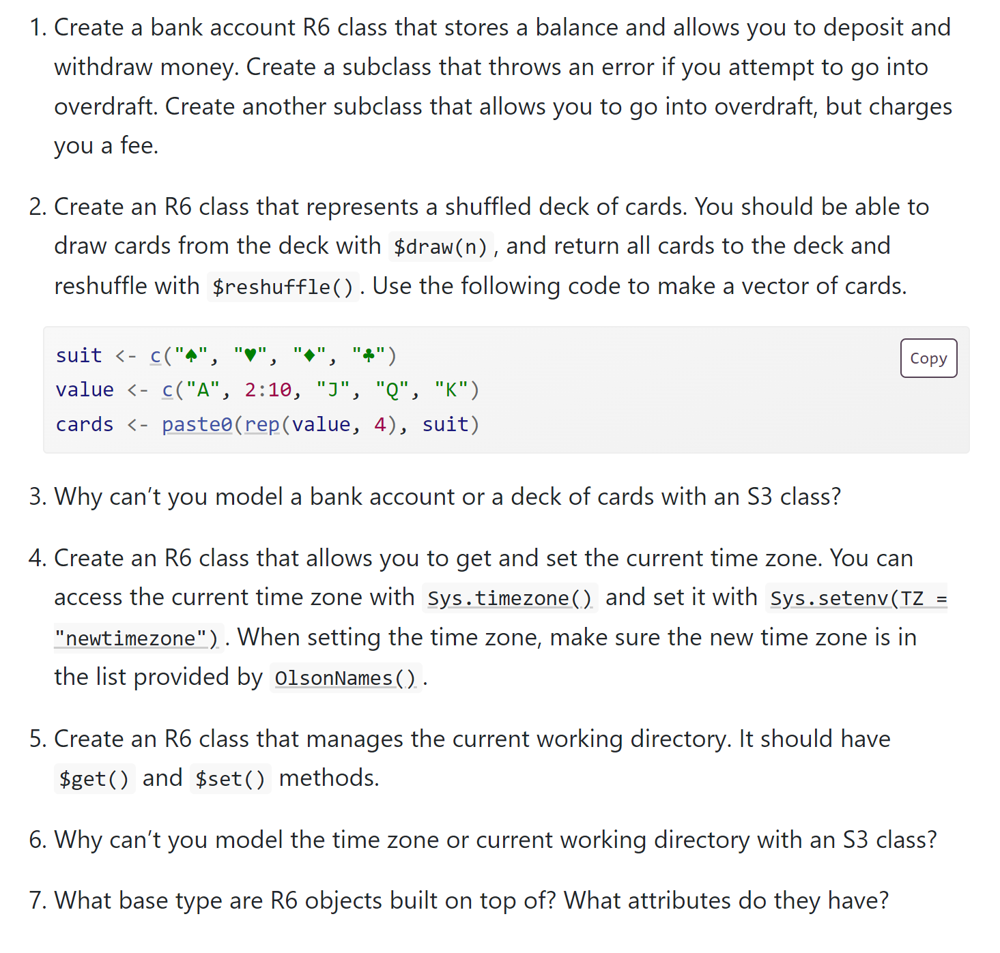 1. Create a bank account R6 class that stores a balance and allows you to deposit and
withdraw money. Create a subclass that throws an error if you attempt to go into
overdraft. Create another subclass that allows you to go into overdraft, but charges
you a fee.
2. Create an R6 class that represents a shuffled deck of cards. You should be able to
draw cards from the deck with $draw(n), and return all cards to the deck and
reshuffle with $reshuffle(). Use the following code to make a vector of cards.
suit <- c("♠", "♥", "♦", "♣")
Copy
value <- c("A", 2:10, "J", "Q", "K")
cards <- paste0(rep(value, 4), suit)
3. Why can’t you model a bank account or a deck of cards with an S3 class?
4. Create an R6 class that allows you to get and set the current time zone. You can
access the current time zone with Sys.timezone() and set it with Sys.setenv(TZ =
"newtimezone"). When setting the time zone, make sure the new time zone is in
the list provided by OlsonNames().
5. Create an R6 class that manages the current working directory. It should have
$get() and $set() methods.
6. Why can’t you model the time zone or current working directory with an S3 class?
7. What base type are R6 objects built on top of? What attributes do they have?